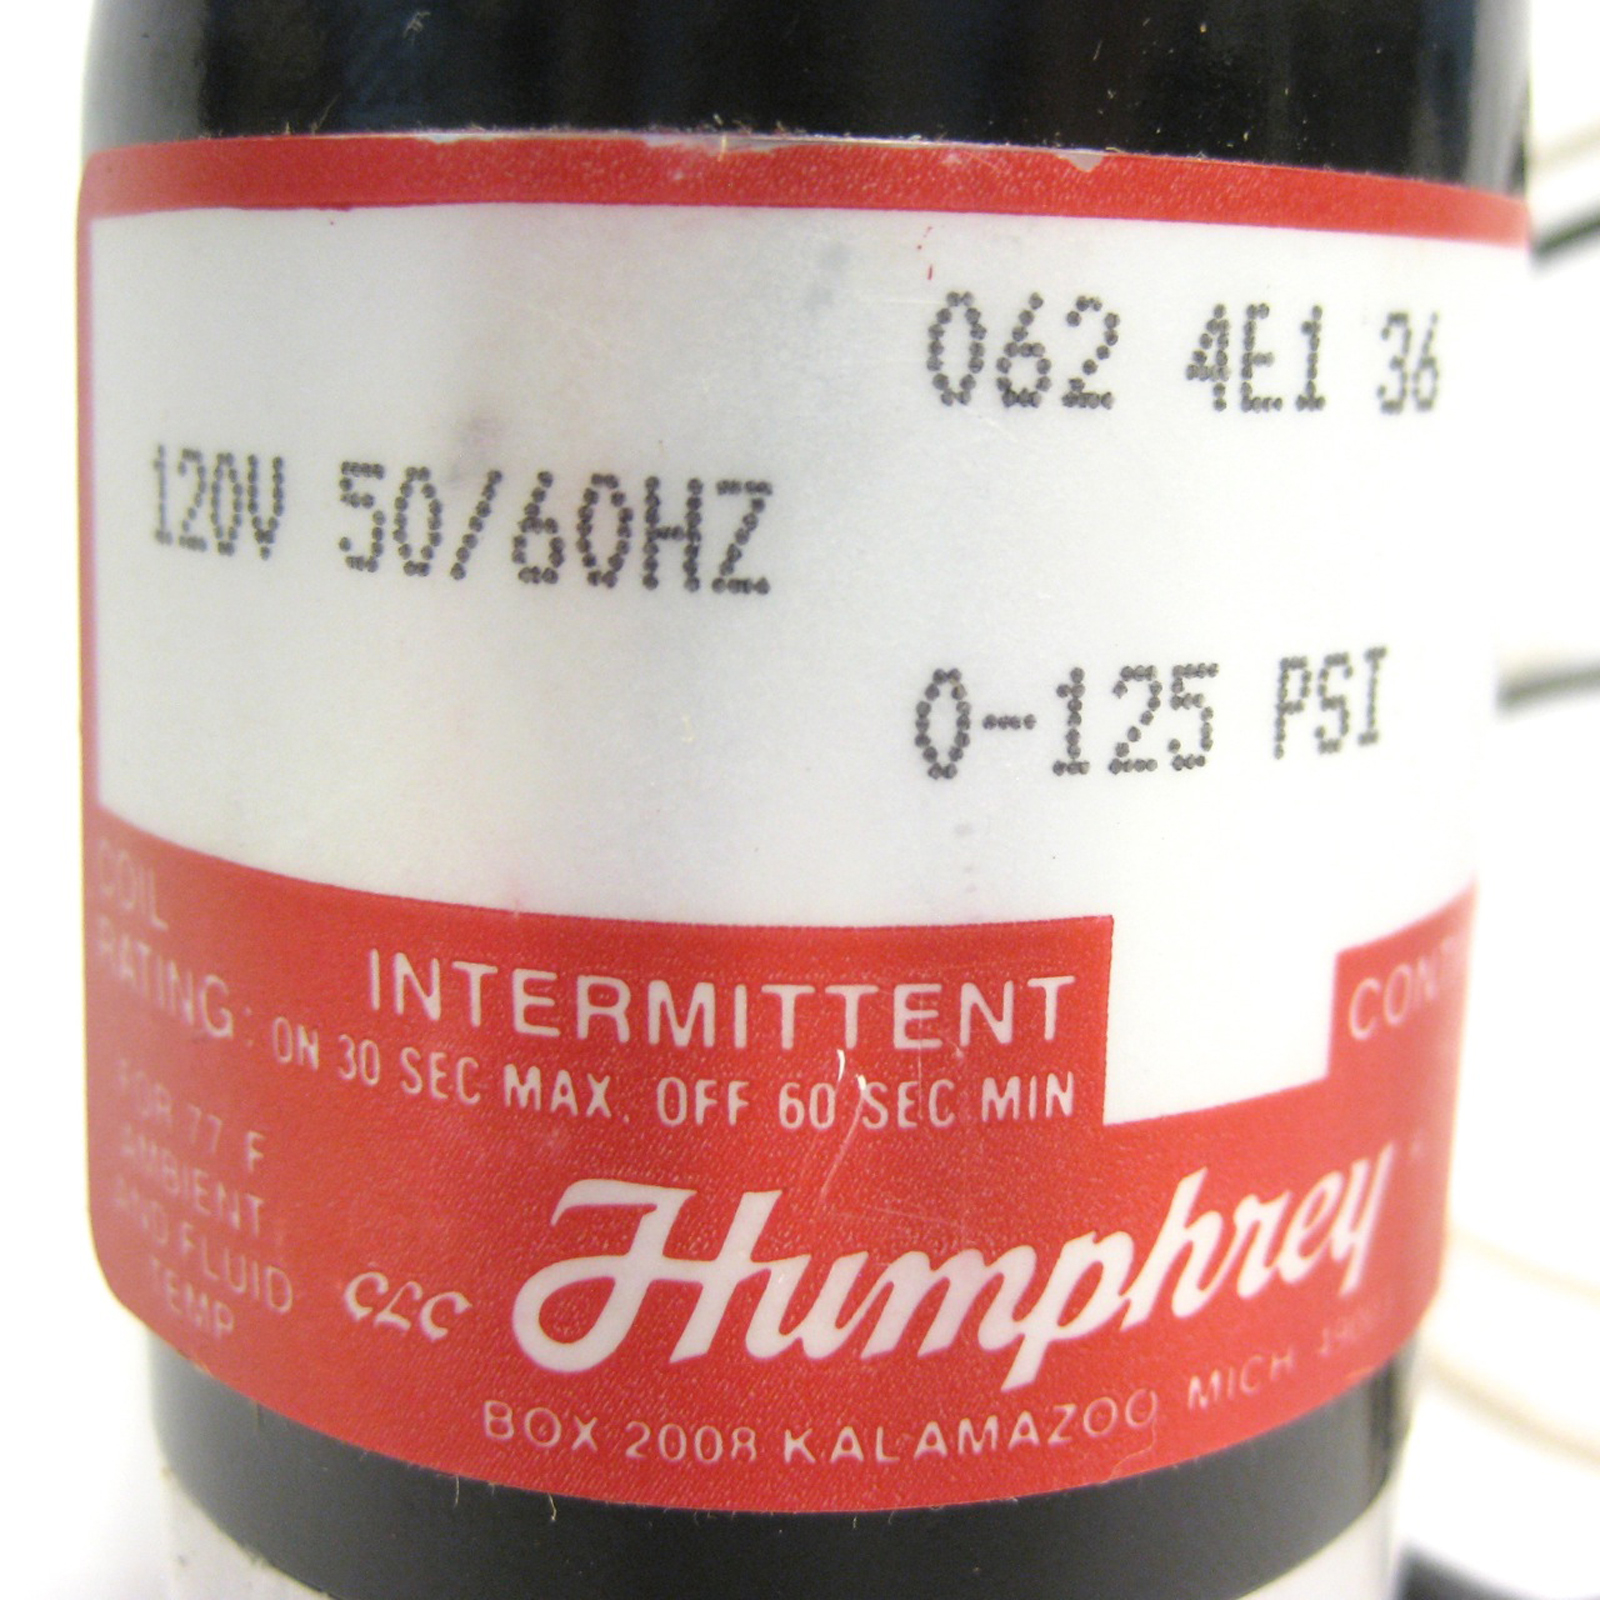 062 4E1 36
120V 50/60HZ
0-125 PSI
COIL
RATING:
INTERMITTENT
ON 30 SEC MAX. OFF 60 SEC MIN
FOR 77 F
AMBIENT
AND FLUID
TEMP
CLC Humphrey
BOX 2008 KALAMAZOO MICH